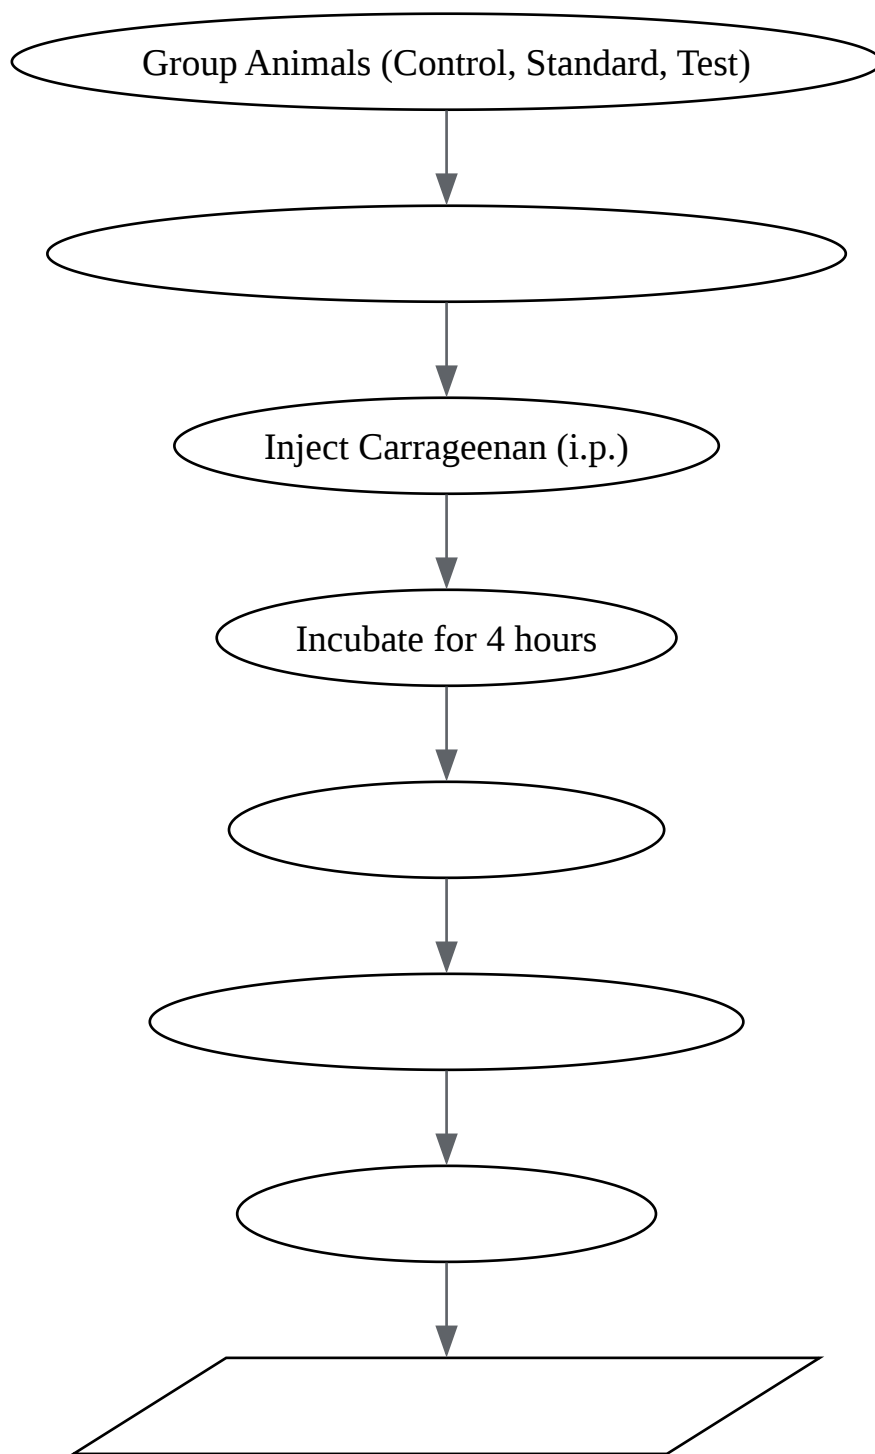 Group Animals (Control, Standard, Test)
Inject Carrageenan (i.p.)
Incubate for 4 hours